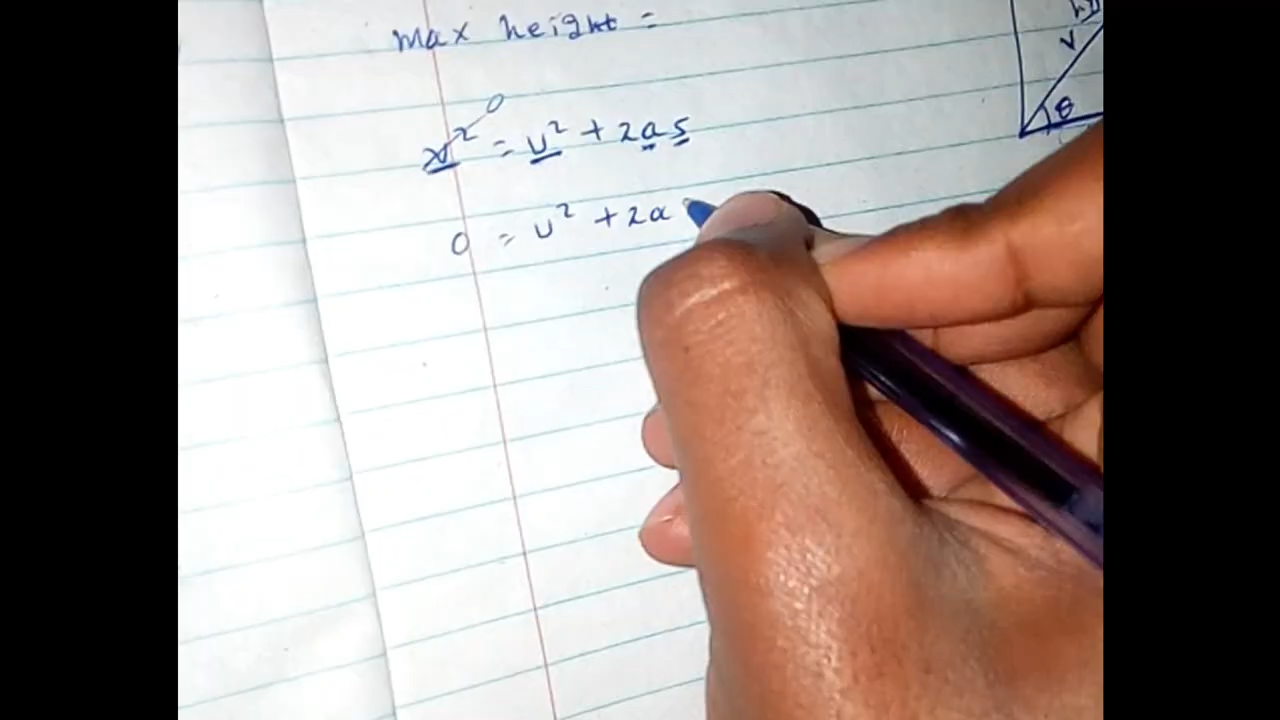 max height =
0
v² = u² + 2as
0 = u² + 2a
v
θ